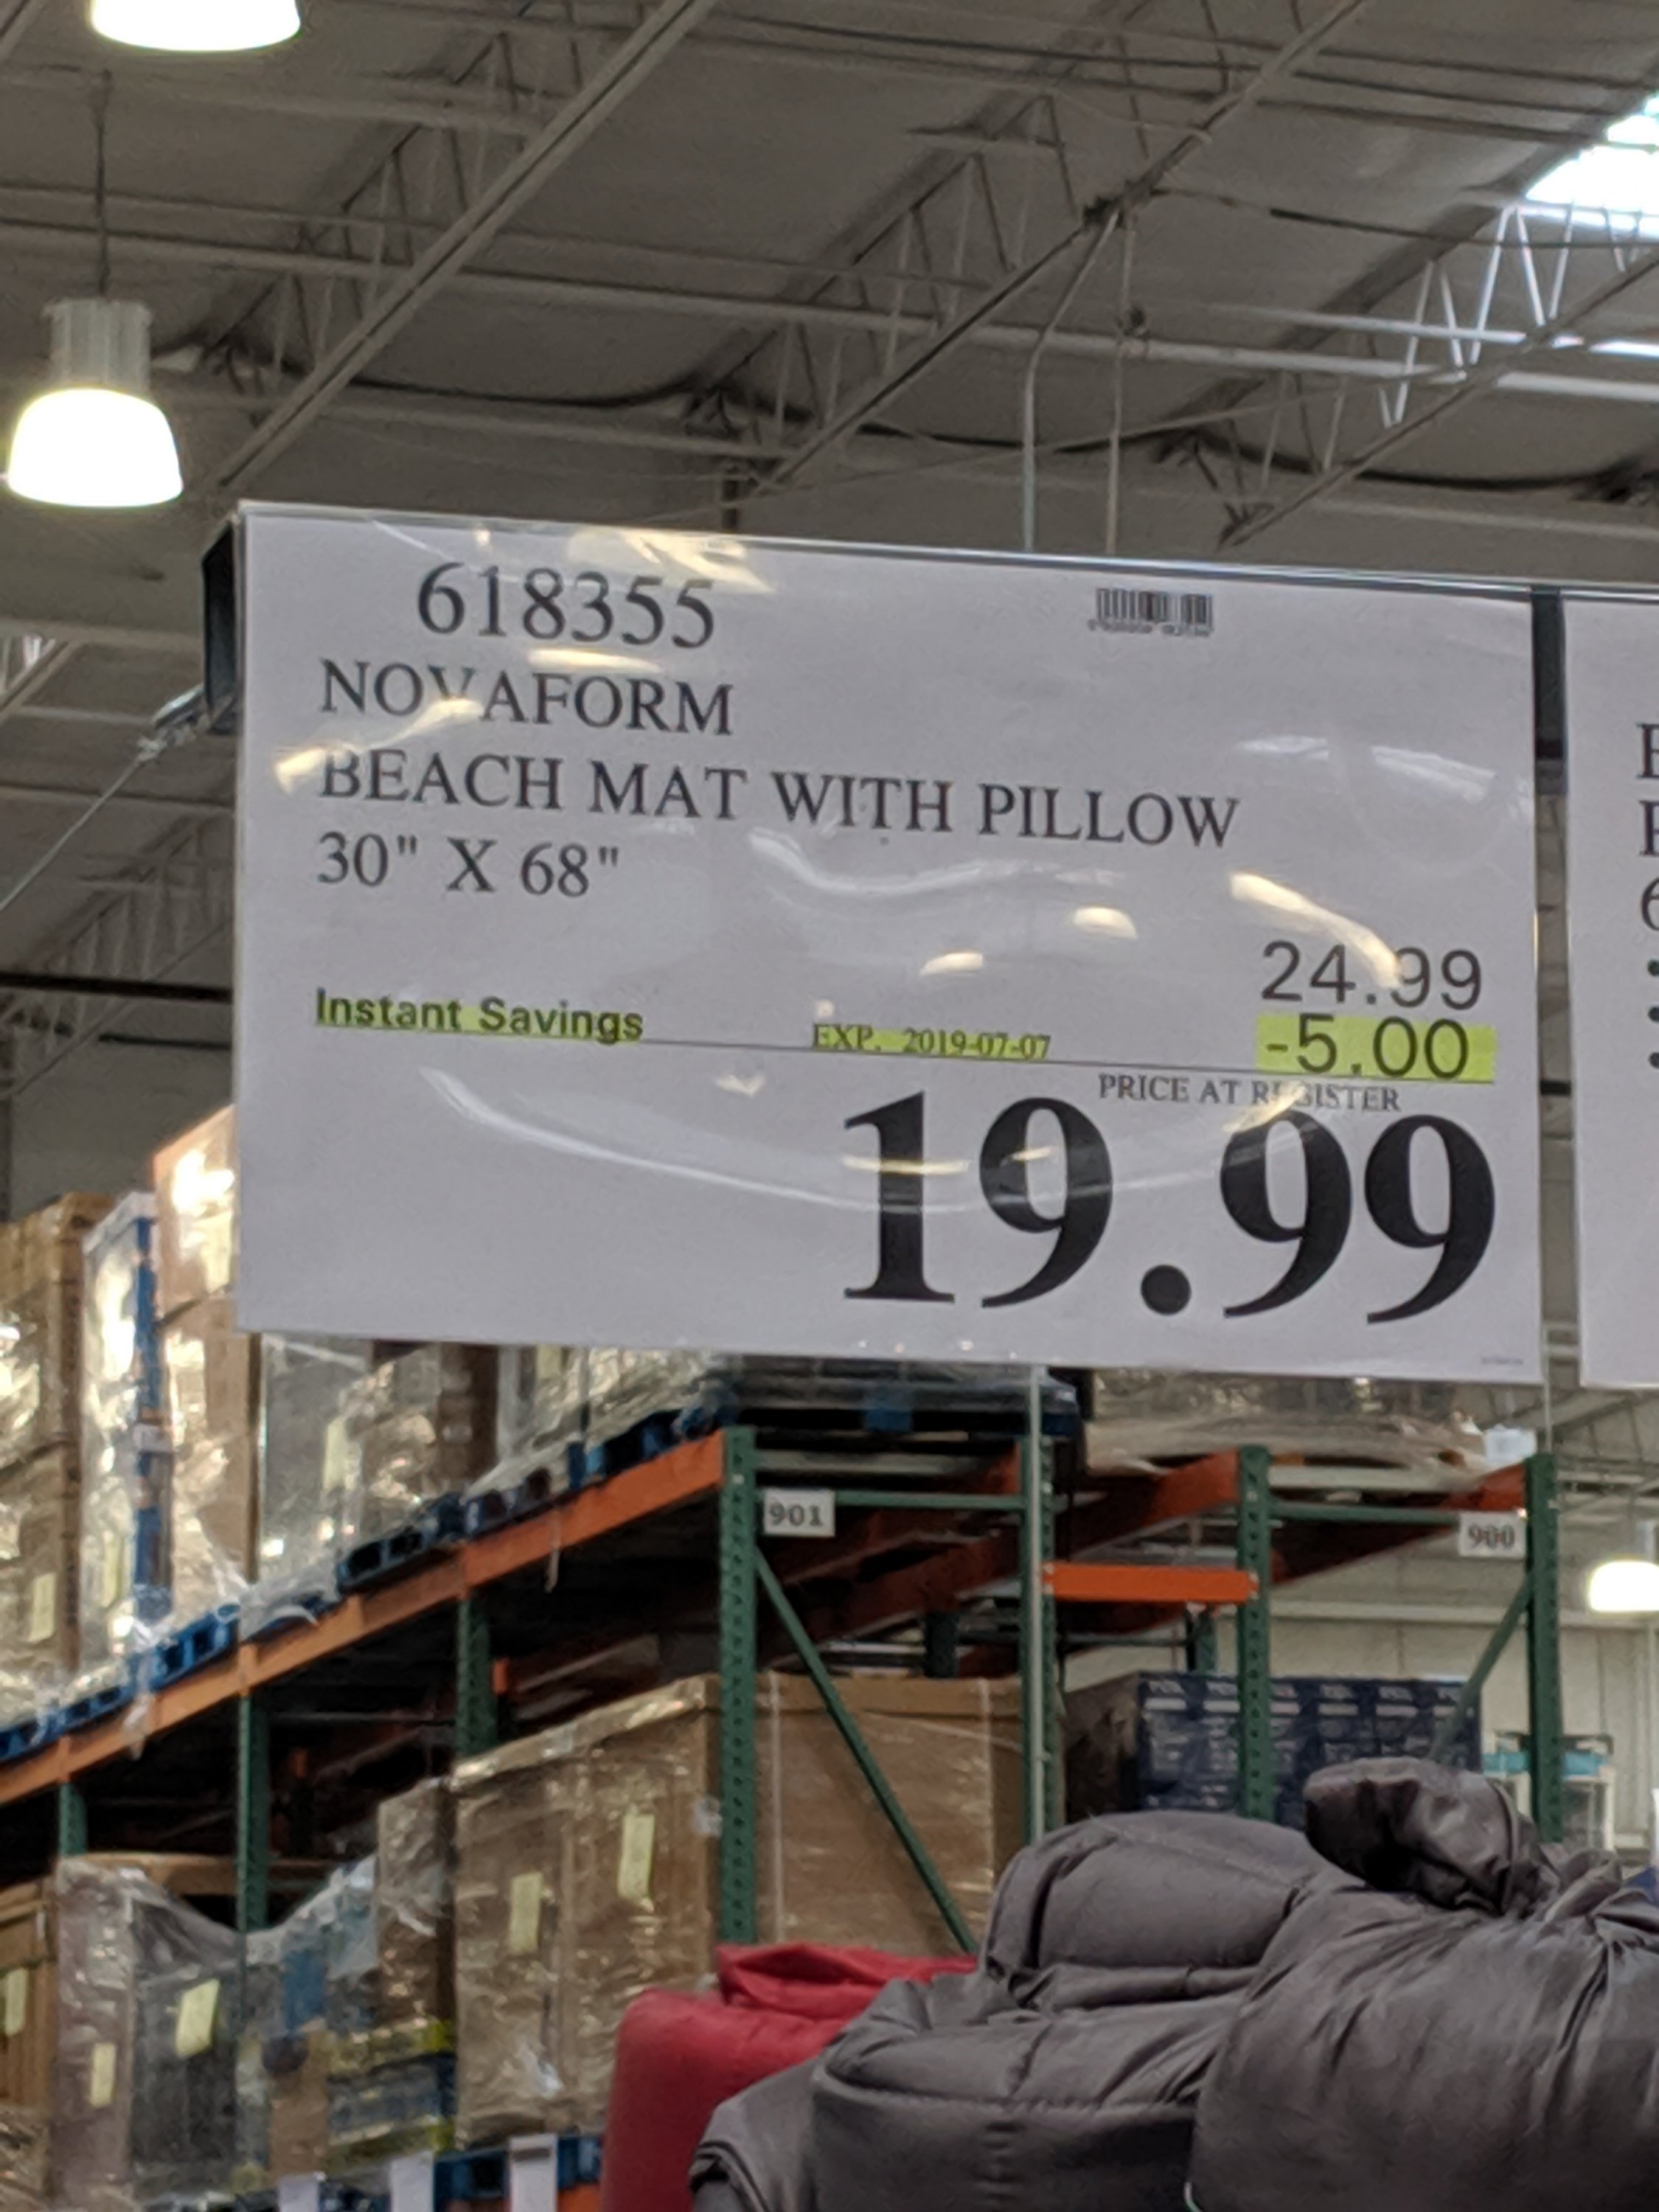 618355
NOVAFORM
BEACH MAT WITH PILLOW
30" X 68"
24.99
Instant Savings EXP. 2019-07-07 -5.00
PRICE AT REGISTER
19.99
901
900